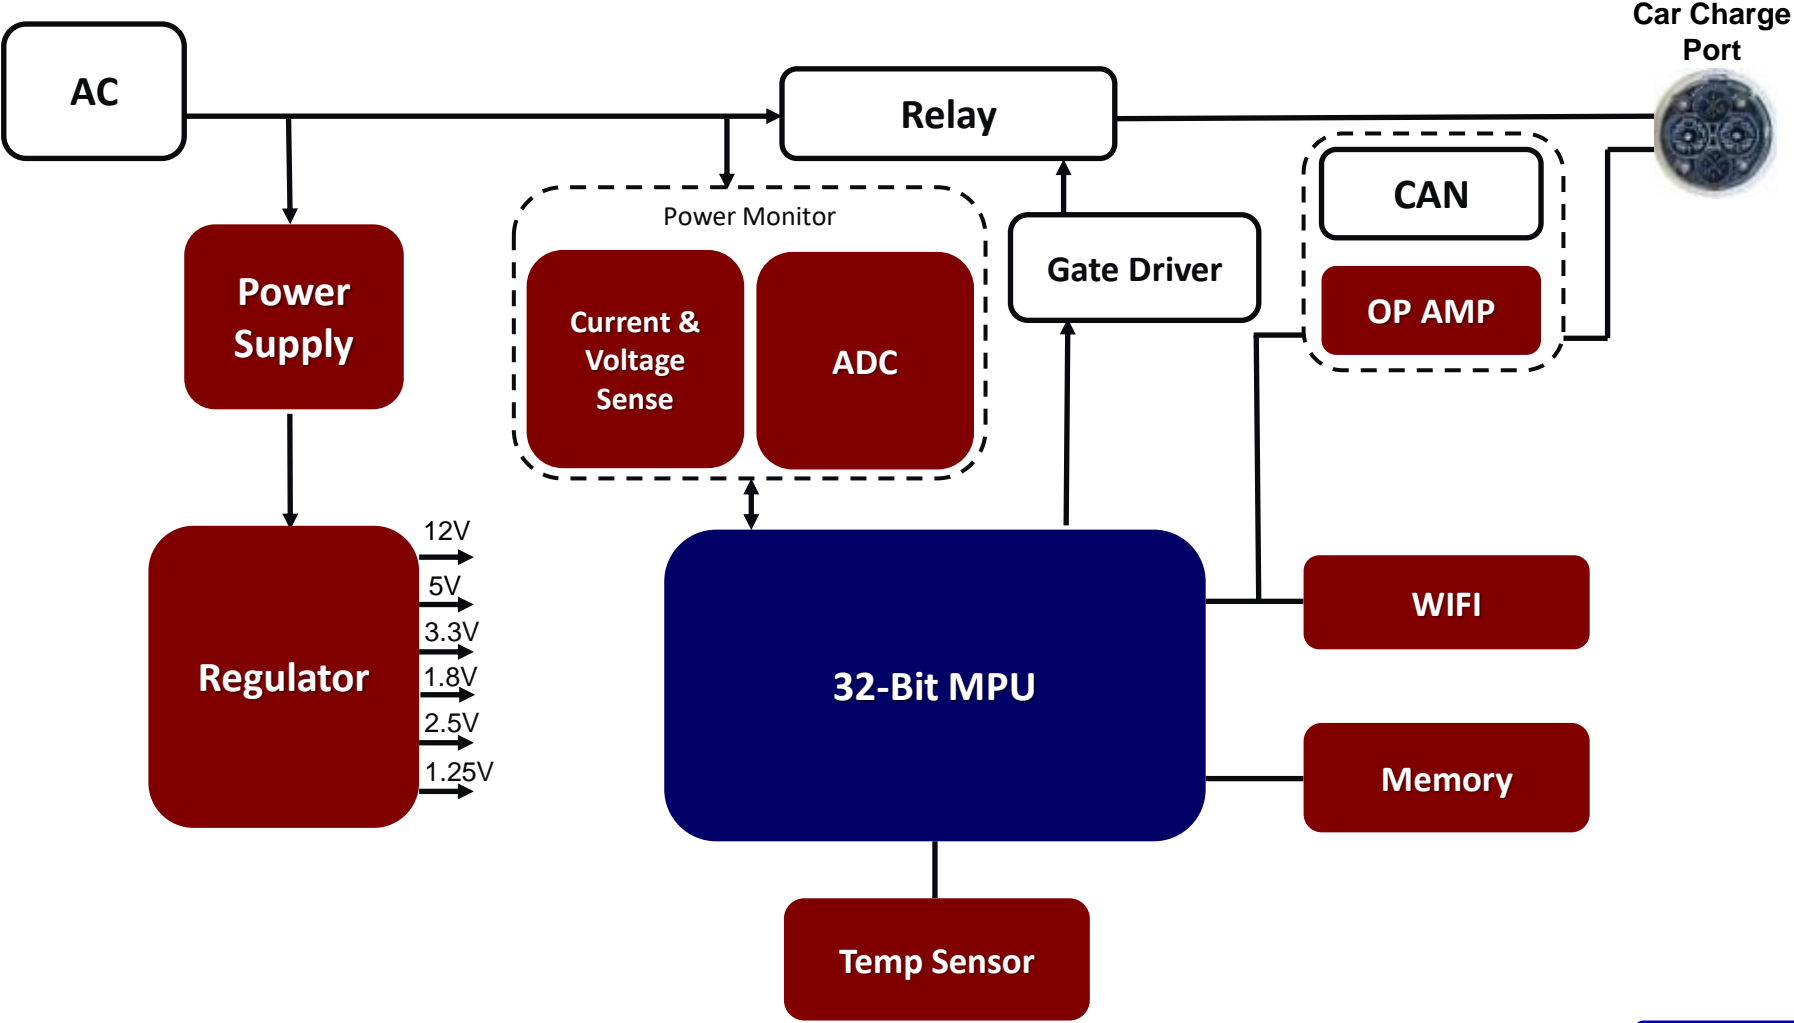 Car Charge
Port
AC
Relay
CAN
Power Monitor
Gate Driver
Power
Supply
Current &
Voltage
Sense
ADC
OP AMP
12V
5V
3.3V
1.8V
2.5V
1.25V
Regulator
32-Bit MPU
WIFI
Memory
Temp Sensor